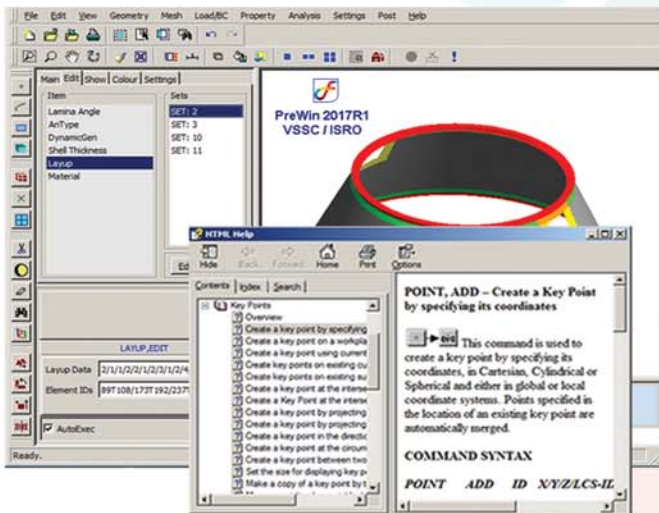 File Edit View Geometry Mesh Load/BC Property Analysis Settings Post Help
Main Edit Show Colour Settings
Item
Sets
Lamina Angle
AnType
DynamicGen
Shell Thickness
Layup
Material
SET: 2
SET: 3
SET: 10
SET: 11
Ed
LAYUP,EDIT
Layup Data 2/1/1/2/2/1/2/3/1/2/4
Element IDs 89T108/173T192/237
AutoExec
Ready.
PreWin 2017R1
VSSC / ISRO
HTML Help
Hide Back Forward Home Print Options
Contents Index Search
Key Points
Overview
Create a key point by specifying
Create a key point on a workpla
Create a key point using current
Create key points on existing cu
Create key points on existing su
Create a key point at the interse
Create a Key Point at the interse
Create a key point by projecting
Create a key point by projecting
Create a key point in the directio
Create a key point at the circum
Create a key point between two
Set the size for displaying key p
Make a copy of a key point by t
POINT, ADD – Create a Key Point
by specifying its coordinates
This command is used to
create a key point by specifying its
coordinates, in Cartesian, Cylindrical or
Spherical and either in global or local
coordinate systems. Points specified in
the location of an existing key point are
automatically merged.
COMMAND SYNTAX
POINT ADD ID X/Y/Z/LCS-ID